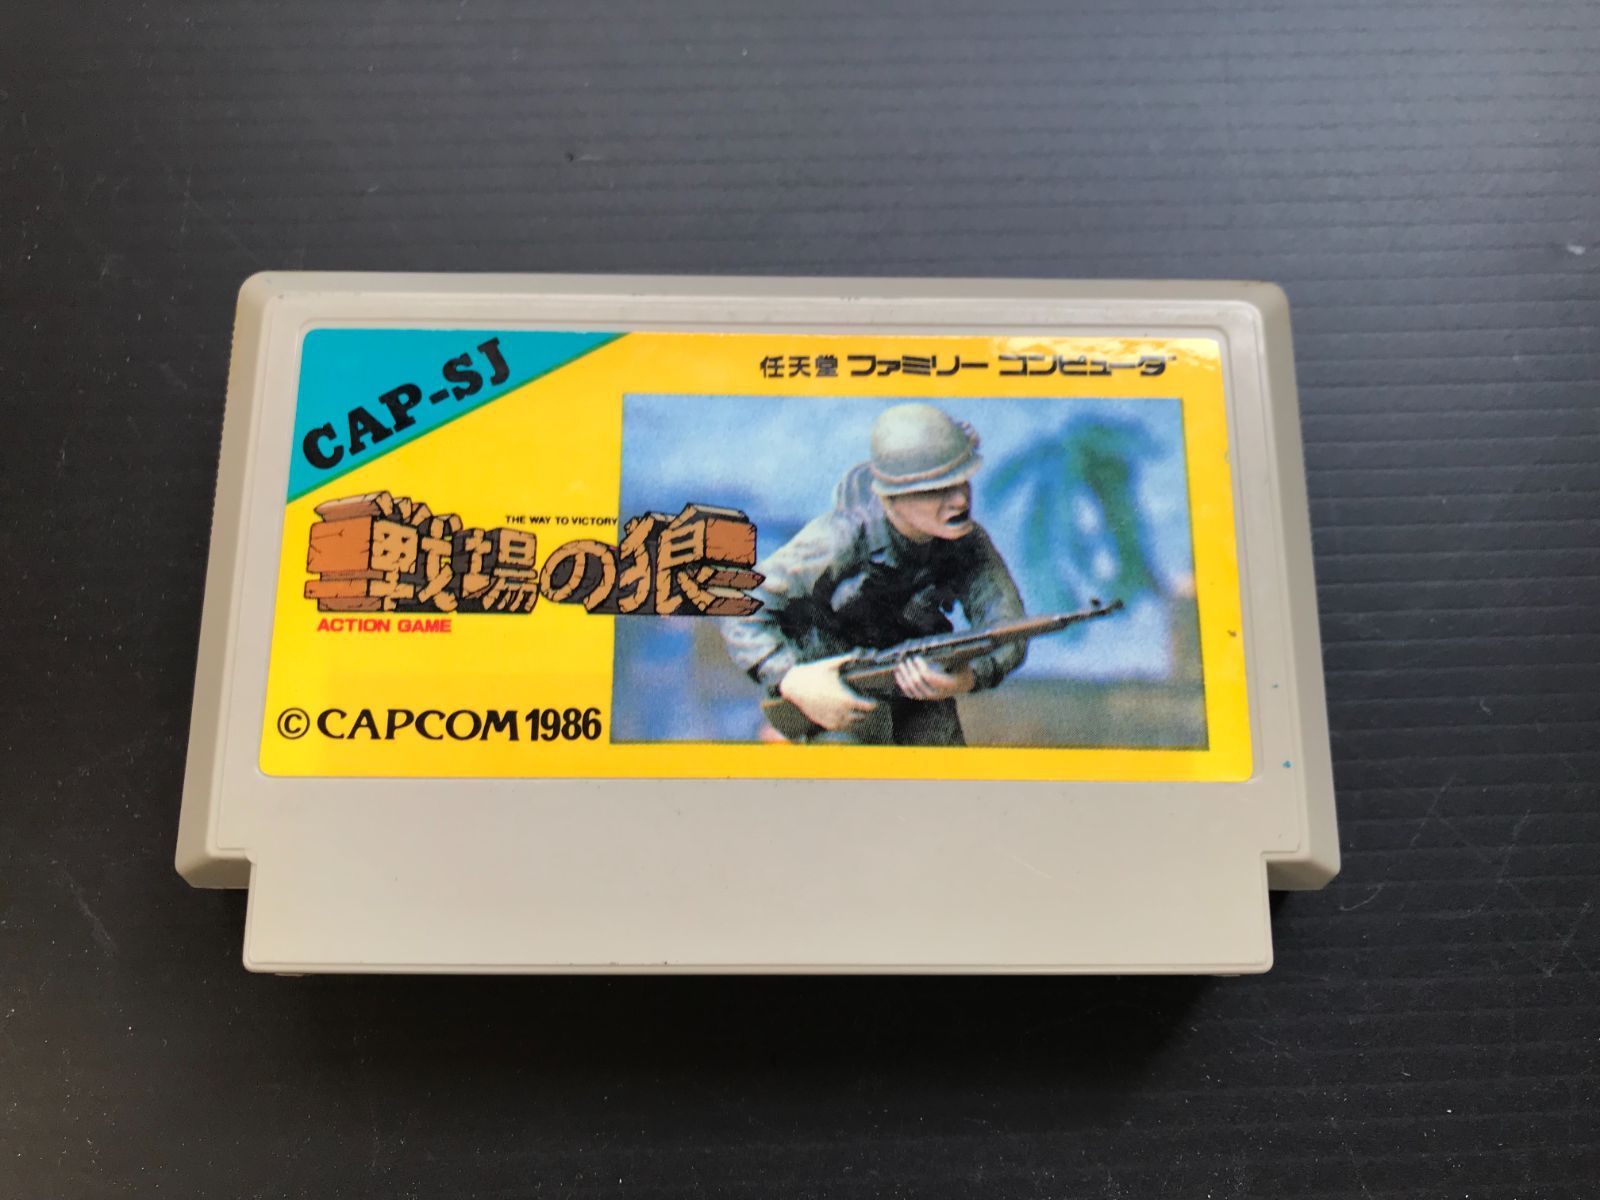 CAP-SJ
任天堂 ファミリー コンピュータ
THE WAY TO VICTORY
戦場の狼
ACTION GAME
©CAPCOM 1986